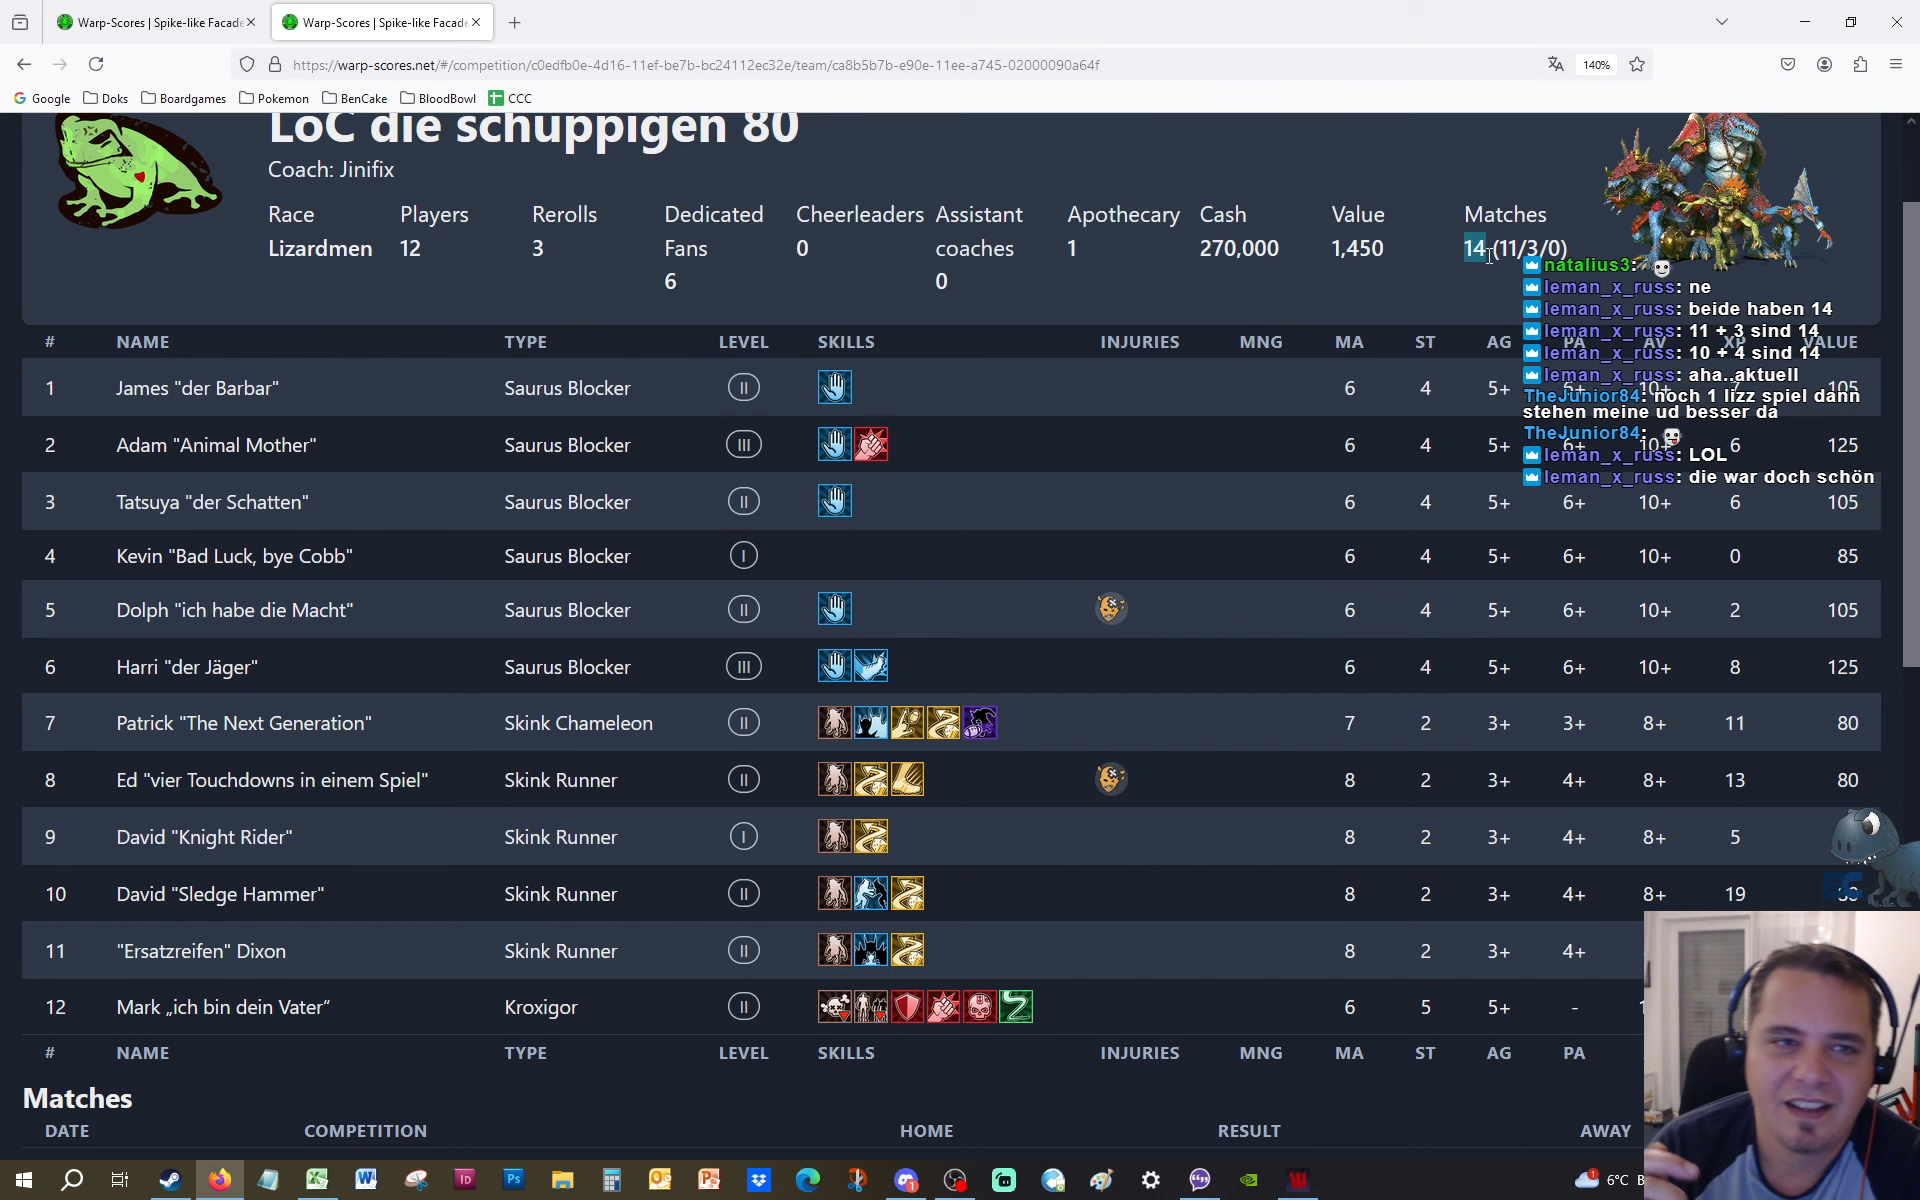 Warp-Scores | Spike-like Facade
Warp-Scores | Spike-like Facade
https://warp-scores.net/#/competition/c0edfb0e-4d16-11ef-be7b-bc24112ec32e/team/ca8b5b7b-e90e-11ee-a745-02000090a64f
140%
Google Doks Boardgames Pokemon BenCake BloodBowl CCC
LoC die schuppigen 80
Coach: Jinifix
Race Players Rerolls Dedicated Fans Cheerleaders Assistant coaches Apothecary Cash Value Matches
Lizardmen 12 3 6 0 0 1 270,000 1,450 14 (11/3/0)
natalius3:
leman_x_russ: ne
leman_x_russ: beide haben 14
leman_x_russ: 11 + 3 sind 14
leman_x_russ: 10 + 4 sind 14
leman_x_russ: aha..aktuell
TheJunior84: noch 1 lizz spiel dann
stehen meine ud besser da
TheJunior84:
leman_x_russ: LOL
leman_x_russ: die war doch schön
# NAME TYPE LEVEL SKILLS INJURIES MNG MA ST AG PA AV XP VALUE
1 James "der Barbar" Saurus Blocker II 6 4 5+ 6+ 10+ 7 105
2 Adam "Animal Mother" Saurus Blocker III 6 4 5+ 10+ 6 125
3 Tatsuya "der Schatten" Saurus Blocker II 6 4 5+ 6+ 10+ 6 105
4 Kevin "Bad Luck, bye Cobb" Saurus Blocker I 6 4 5+ 6+ 10+ 0 85
5 Dolph "ich habe die Macht" Saurus Blocker II 6 4 5+ 6+ 10+ 2 105
6 Harri "der Jäger" Saurus Blocker III 6 4 5+ 6+ 10+ 8 125
7 Patrick "The Next Generation" Skink Chameleon II 7 2 3+ 3+ 8+ 11 80
8 Ed "vier Touchdowns in einem Spiel" Skink Runner II 8 2 3+ 4+ 8+ 13 80
9 David "Knight Rider" Skink Runner I 8 2 3+ 4+ 8+ 5
10 David "Sledge Hammer" Skink Runner II 8 2 3+ 4+ 8+ 19
11 "Ersatzreifen" Dixon Skink Runner II 8 2 3+ 4+
12 Mark „ich bin dein Vater“ Kroxigor II 6 5 5+ -
# NAME TYPE LEVEL SKILLS INJURIES MNG MA ST AG PA
Matches
DATE COMPETITION HOME RESULT AWAY
6°C